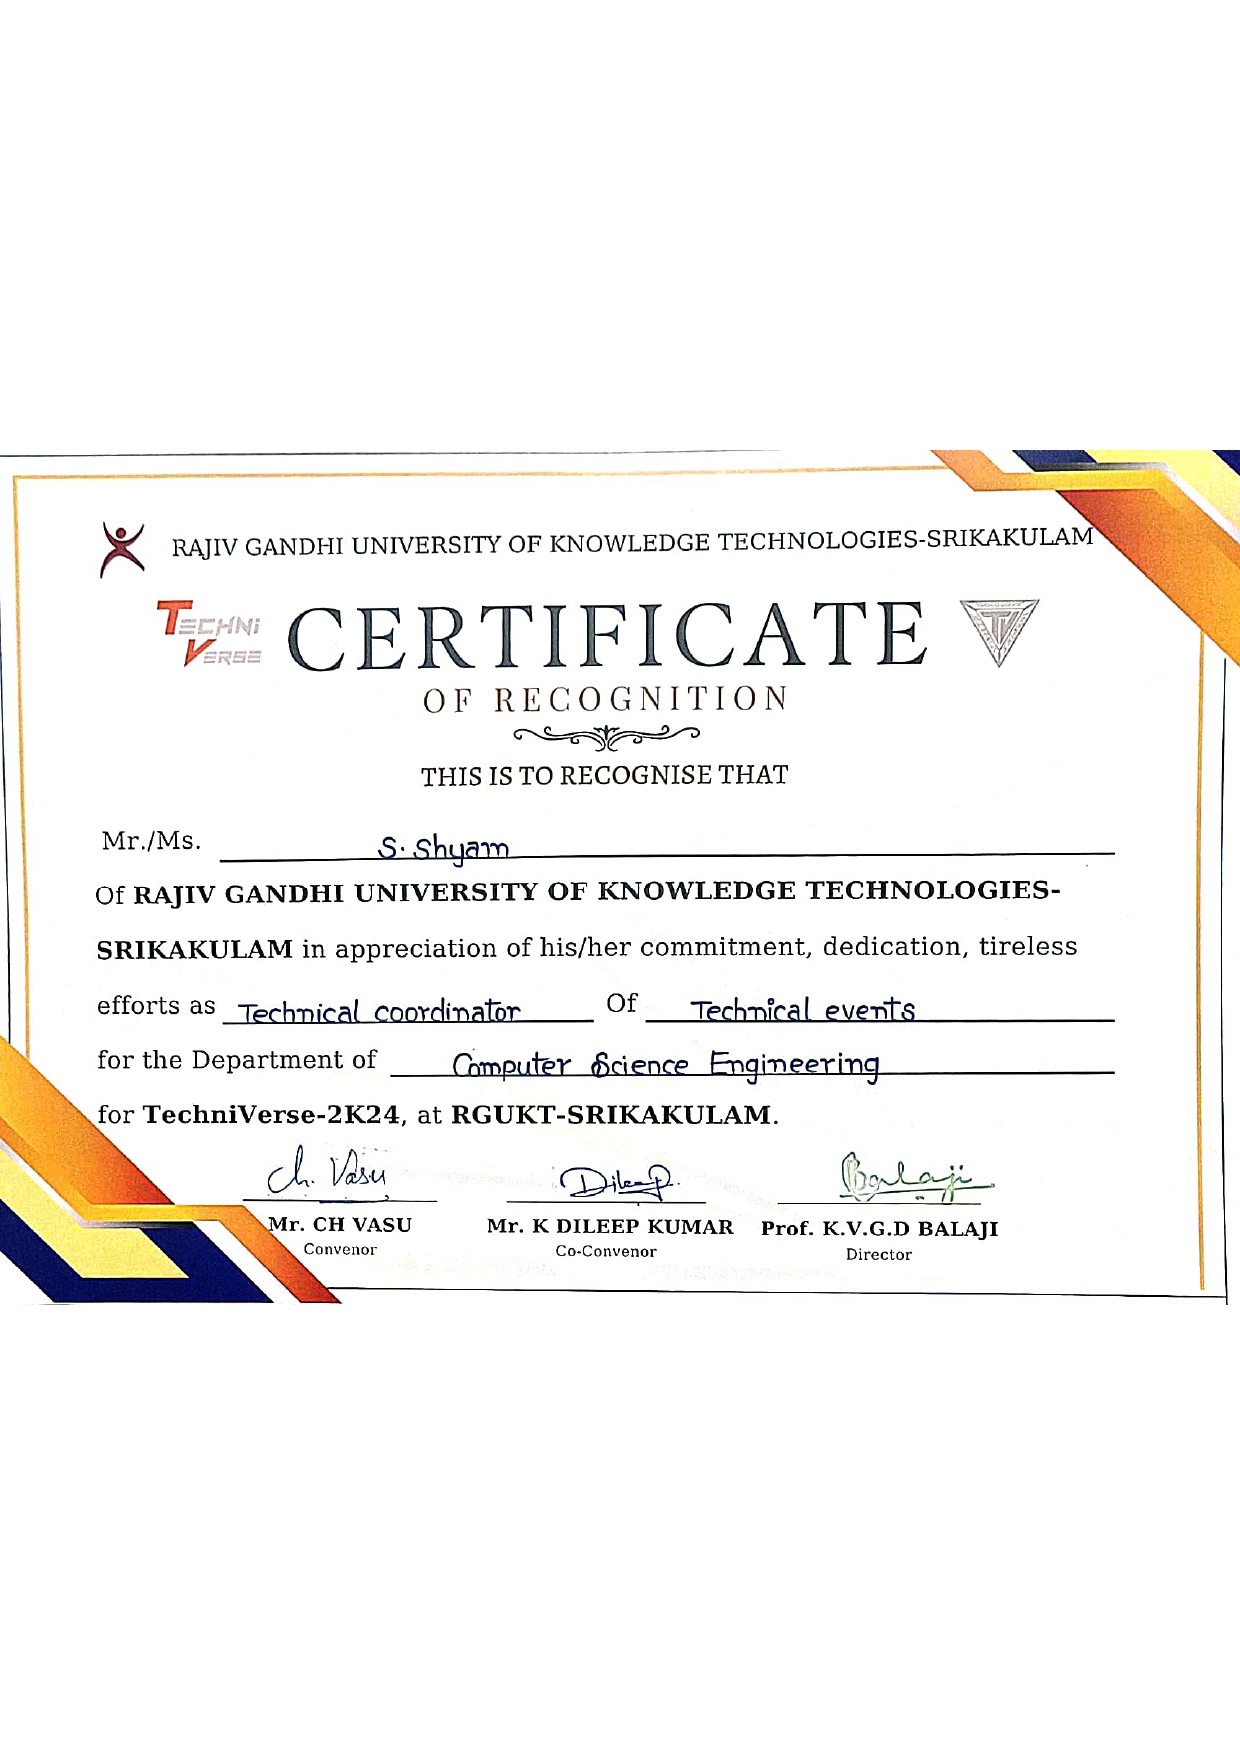 RAJIV GANDHI UNIVERSITY OF KNOWLEDGE TECHNOLOGIES-SRIKAKULAM
TECHNi
VERSE
CERTIFICATE
TV
OF RECOGNITION
THIS IS TO RECOGNISE THAT
Mr./Ms. S. Shyam
Of RAJIV GANDHI UNIVERSITY OF KNOWLEDGE TECHNOLOGIES-
SRIKAKULAM in appreciation of his/her commitment, dedication, tireless
efforts as Technical coordinator Of Technical events
for the Department of Computer Science Engineering
for TechniVerse-2K24, at RGUKT-SRIKAKULAM.
Ch. Vasu Dileep. Balaji
Mr. CH VASU Mr. K DILEEP KUMAR Prof. K.V.G.D BALAJI
Convenor Co-Convenor Director